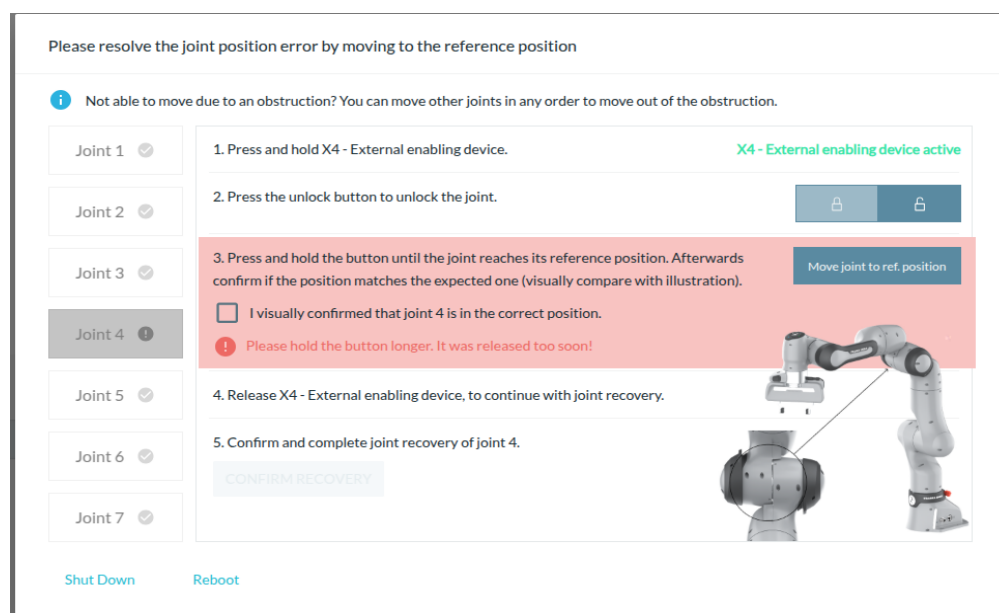 Please resolve the joint position error by moving to the reference position
Not able to move due to an obstruction? You can move other joints in any order to move out of the obstruction.
Joint 1
Joint 2
Joint 3
Joint 4
Joint 5
Joint 6
Joint 7
1. Press and hold X4 - External enabling device.
X4 - External enabling device active
2. Press the unlock button to unlock the joint.
3. Press and hold the button until the joint reaches its reference position. Afterwards
confirm if the position matches the expected one (visually compare with illustration).
Move joint to ref. position
I visually confirmed that joint 4 is in the correct position.
Please hold the button longer. It was released too soon!
4. Release X4 - External enabling device, to continue with joint recovery.
5. Confirm and complete joint recovery of joint 4.
CONFIRM RECOVERY
Shut Down
Reboot